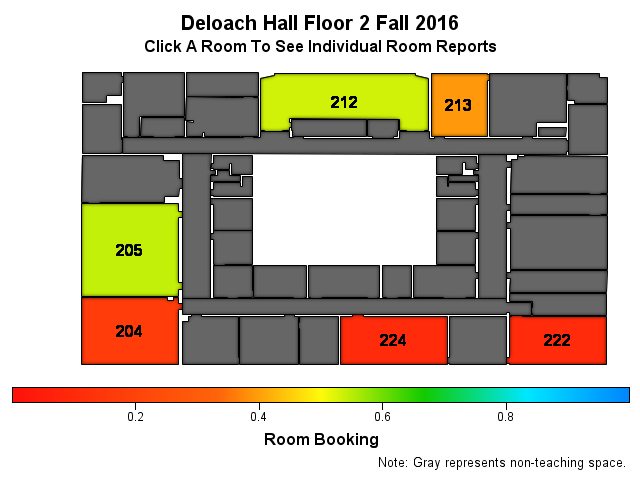 Deloach Hall Floor 2 Fall 2016
Click A Room To See Individual Room Reports
212
213
205
204
224
222
0.2
0.4
0.6
0.8
Room Booking
Note: Gray represents non-teaching space.